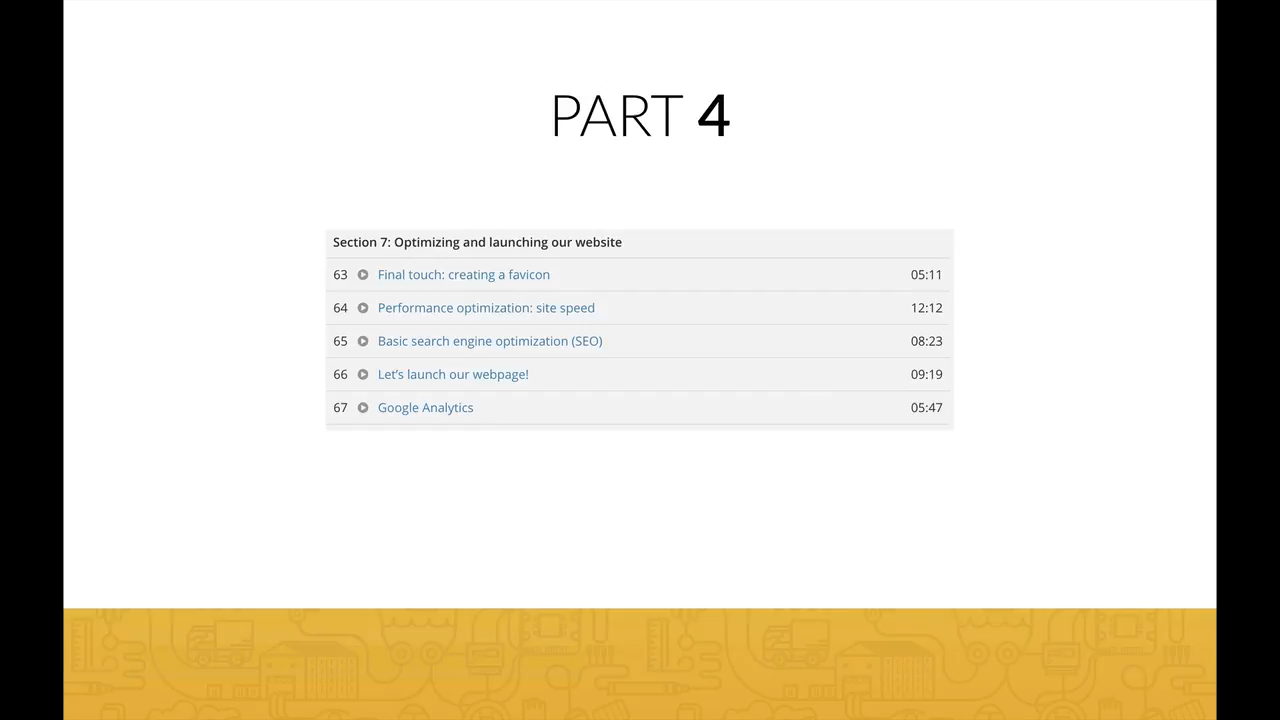 PART 4
Section 7: Optimizing and launching our website
63 Final touch: creating a favicon 05:11
64 Performance optimization: site speed 12:12
65 Basic search engine optimization (SEO) 08:23
66 Let’s launch our webpage! 09:19
67 Google Analytics 05:47